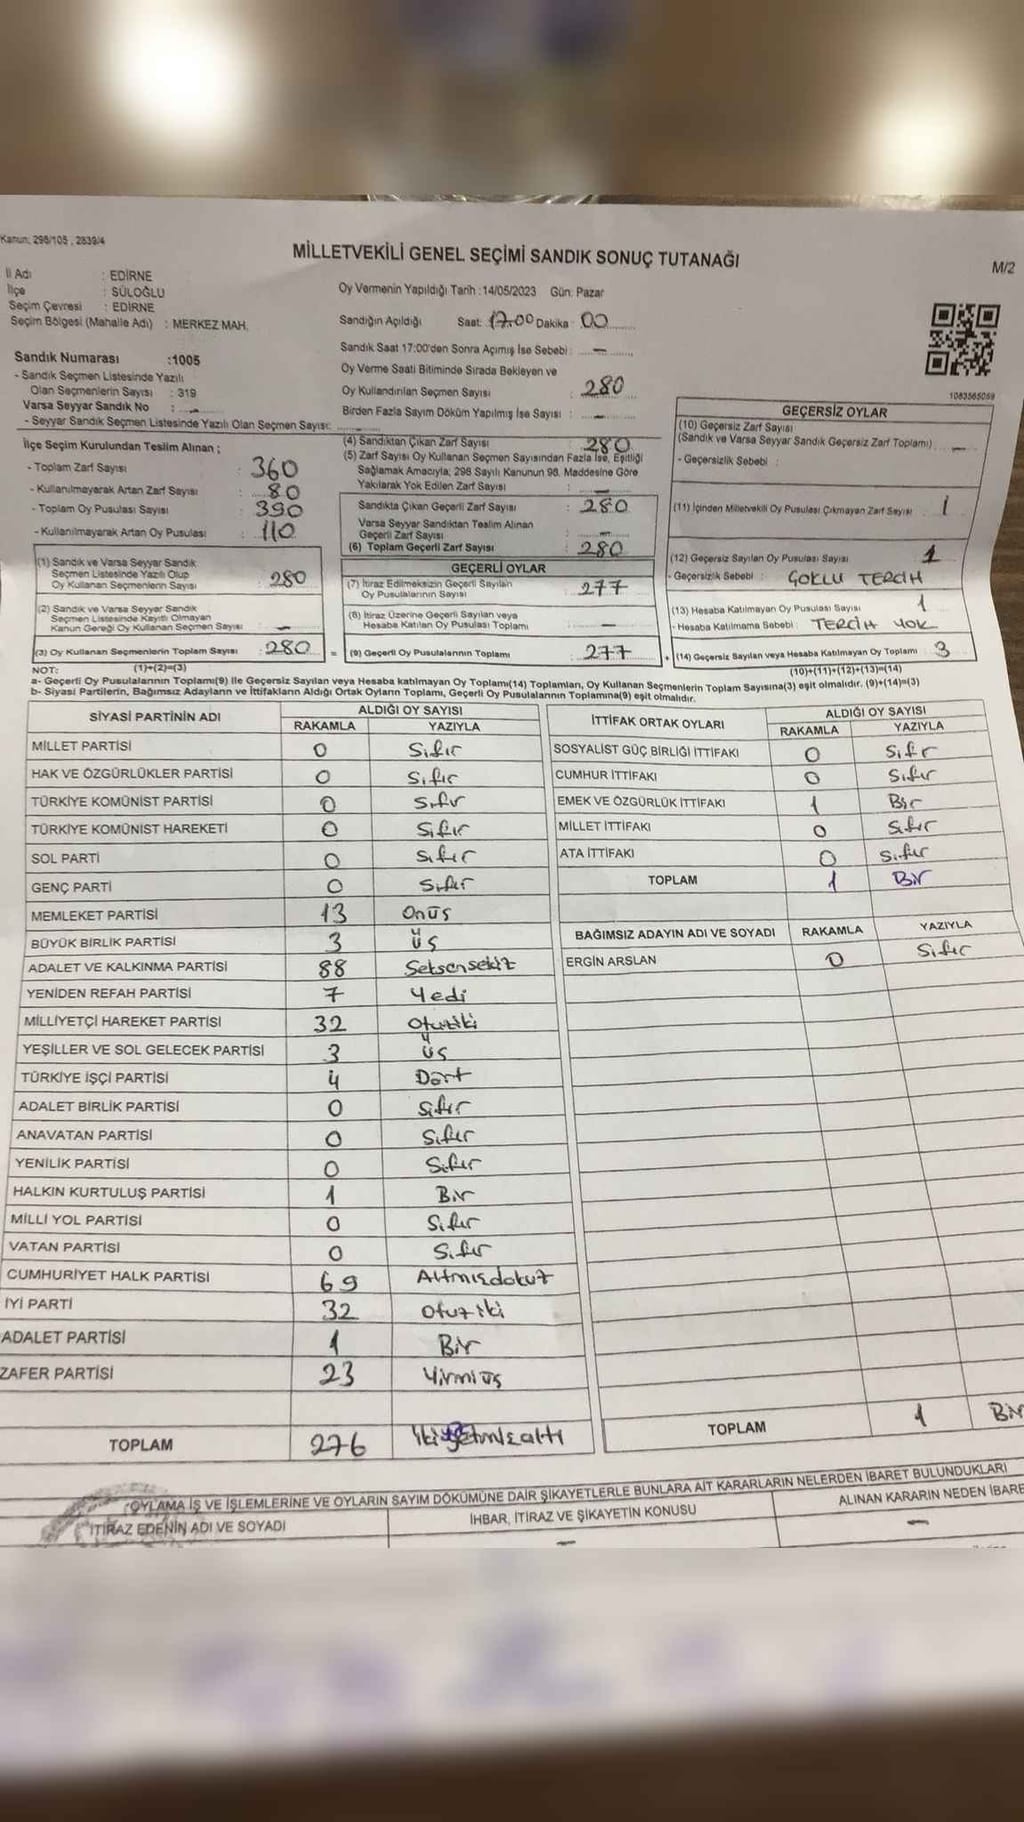 Kanun: 298/105 , 2839/4
MİLLETVEKİLİ GENEL SEÇİMİ SANDIK SONUÇ TUTANAĞI
M/2
İl Adı : EDİRNE
İlçe : SÜLOĞLU
Seçim Çevresi : EDİRNE
Seçim Bölgesi (Mahalle Adı) : MERKEZ MAH.
Oy Vermenin Yapıldığı Tarih :14/05/2023 Gün: Pazar
Sandığın Açıldığı Saat: 17.00 Dakika : 00
Sandık Saat 17:00'den Sonra Açılmış İse Sebebi : —
Oy Verme Saati Bitiminde Sırada Bekleyen ve
Oy Kullandırılan Seçmen Sayısı : 280
Birden Fazla Sayım Döküm Yapılmış İse Sayısı : —
1083565059
Sandık Numarası :1005
- Sandık Seçmen Listesinde Yazılı
Olan Seçmenlerin Sayısı : 319
Varsa Seyyar Sandık No : —
- Seyyar Sandık Seçmen Listesinde Yazılı Olan Seçmen Sayısı:
İlçe Seçim Kurulundan Teslim Alınan ;
- Toplam Zarf Sayısı : 360
- Kullanılmayarak Artan Zarf Sayısı : 80
- Toplam Oy Pusulası Sayısı : 390
- Kullanılmayarak Artan Oy Pusulası : 110
(1) Sandık ve Varsa Seyyar Sandık
Seçmen Listesinde Yazılı Olup
Oy Kullanan Seçmenlerin Sayısı : 280
(2) Sandık ve Varsa Seyyar Sandık
Seçmen Listesinde Kayıtlı Olmayan
Kanun Gereği Oy Kullanan Seçmen Sayısı : —
(3) Oy Kullanan Seçmenlerin Toplam Sayısı : 280
(1)+(2)=(3)
(4) Sandıktan Çıkan Zarf Sayısı : 280
(5) Zarf Sayısı Oy Kullanan Seçmen Sayısından Fazla İse, Eşitliği
Sağlamak Amacıyla; 298 Sayılı Kanunun 98. Maddesine Göre
Yakılarak Yok Edilen Zarf Sayısı : —
Sandıkta Çıkan Geçerli Zarf Sayısı : 280
Varsa Seyyar Sandıktan Teslim Alınan
Geçerli Zarf Sayısı : —
(6) Toplam Geçerli Zarf Sayısı : 280
GEÇERLİ OYLAR
(7) İtiraz Edilmeksizin Geçerli Sayılan
Oy Pusulalarının Sayısı : 277
(8) İtiraz Üzerine Geçerli Sayılan veya
Hesaba Katılan Oy Pusulası Toplamı : —
= (9) Geçerli Oy Pusulalarının Toplamı : 277
GEÇERSİZ OYLAR
(10) Geçersiz Zarf Sayısı
(Sandık ve Varsa Seyyar Sandık Geçersiz Zarf Toplamı) —
- Geçersizlik Sebebi :
(11) İçinden Milletvekili Oy Pusulası Çıkmayan Zarf Sayısı : 1
(12) Geçersiz Sayılan Oy Pusulası Sayısı : 1
- Geçersizlik Sebebi : ÇOKLU TERCİH
(13) Hesaba Katılmayan Oy Pusulası Sayısı : 1
- Hesaba Katılmama Sebebi : TERCİH YOK
+ (14) Geçersiz Sayılan veya Hesaba Katılmayan Oy Toplamı : 3
(10)+(11)+(12)+(13)=(14)
NOT:
a- Geçerli Oy Pusulalarının Toplamı(9) İle Geçersiz Sayılan veya Hesaba katılmayan Oy Toplamı(14) Toplamları, Oy Kullanan Seçmenlerin Toplam Sayısına(3) eşit olmalıdır. (9)+(14)=(3)
b- Siyasi Partilerin, Bağımsız Adayların ve İttifakların Aldığı Ortak Oyların Toplamı, Geçerli Oy Pusulalarının Toplamına(9) eşit olmalıdır.
SİYASİ PARTİNİN ADI ALDIĞI OY SAYISI
RAKAMLA YAZIYLA
MİLLET PARTİSİ 0 Sıfır
HAK VE ÖZGÜRLÜKLER PARTİSİ 0 Sıfır
TÜRKİYE KOMÜNİST PARTİSİ 0 Sıfır
TÜRKİYE KOMÜNİST HAREKETİ 0 Sıfır
SOL PARTİ 0 Sıfır
GENÇ PARTİ 0 Sıfır
MEMLEKET PARTİSİ 13 Onüç
BÜYÜK BİRLİK PARTİSİ 3 üç
ADALET VE KALKINMA PARTİSİ 88 Seksensekiz
YENİDEN REFAH PARTİSİ 7 Yedi
MİLLİYETÇİ HAREKET PARTİSİ 32 Otuziki
YEŞİLLER VE SOL GELECEK PARTİSİ 3 üç
TÜRKİYE İŞÇİ PARTİSİ 4 Dört
ADALET BİRLİK PARTİSİ 0 Sıfır
ANAVATAN PARTİSİ 0 Sıfır
YENİLİK PARTİSİ 0 Sıfır
HALKIN KURTULUŞ PARTİSİ 1 Bir
MİLLİ YOL PARTİSİ 0 Sıfır
VATAN PARTİSİ 0 Sıfır
CUMHURİYET HALK PARTİSİ 69 Altmışdokuz
İYİ PARTİ 32 Otuziki
ADALET PARTİSİ 1 Bir
ZAFER PARTİSİ 23 Yirmiüç
TOPLAM 276 İkiyüzyetmişaltı
İTTİFAK ORTAK OYLARI ALDIĞI OY SAYISI
RAKAMLA YAZIYLA
SOSYALİST GÜÇ BİRLİĞİ İTTİFAKI 0 Sıfır
CUMHUR İTTİFAKI 0 Sıfır
EMEK VE ÖZGÜRLÜK İTTİFAKI 1 Bir
MİLLET İTTİFAKI 0 Sıfır
ATA İTTİFAKI 0 Sıfır
TOPLAM 1 Bir
BAĞIMSIZ ADAYIN ADI VE SOYADI RAKAMLA YAZIYLA
ERGİN ARSLAN 0 Sıfır
TOPLAM 1 Bir
OYLAMA İŞ VE İŞLEMLERİNE VE OYLARIN SAYIM DÖKÜMÜNE DAİR ŞİKAYETLERLE BUNLARA AİT KARARLARIN NELERDEN İBARET BULUNDUKLARI
İTİRAZ EDENİN ADI VE SOYADI İHBAR, İTİRAZ VE ŞİKAYETİN KONUSU ALINAN KARARIN NEDEN İBARE
— —